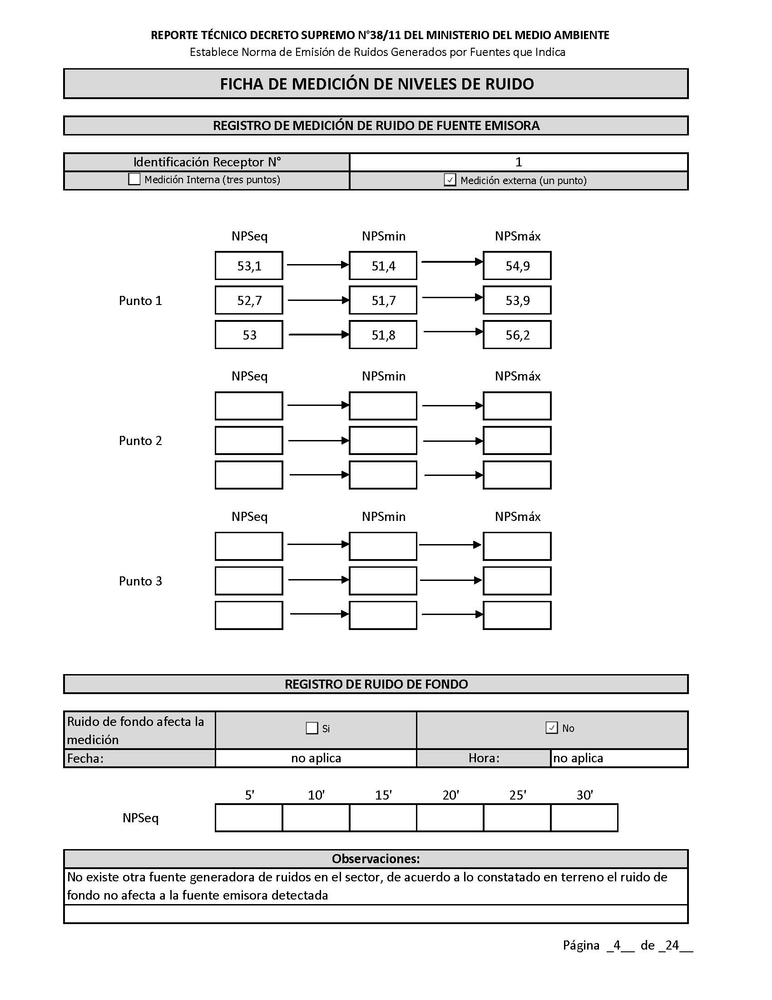 REPORTE TÉCNICO DECRETO SUPREMO N°38/11 DEL MINISTERIO DEL MEDIO AMBIENTE
Establece Norma de Emisión de Ruidos Generados por Fuentes que Indica
FICHA DE MEDICIÓN DE NIVELES DE RUIDO
REGISTRO DE MEDICIÓN DE RUIDO DE FUENTE EMISORA
Identificación Receptor N° 1
Medición Interna (tres puntos) Medición externa (un punto)
NPSeq NPSmin NPSmáx
53,1 51,4 54,9
Punto 1 52,7 51,7 53,9
53 51,8 56,2
NPSeq NPSmin NPSmáx
Punto 2
NPSeq NPSmin NPSmáx
Punto 3
REGISTRO DE RUIDO DE FONDO
Ruido de fondo afecta la
medición
Si No
Fecha: no aplica Hora: no aplica
5' 10' 15' 20' 25' 30'
NPSeq
Observaciones:
No existe otra fuente generadora de ruidos en el sector, de acuerdo a lo constatado en terreno el ruido de
fondo no afecta a la fuente emisora detectada
Página _4__ de _24__